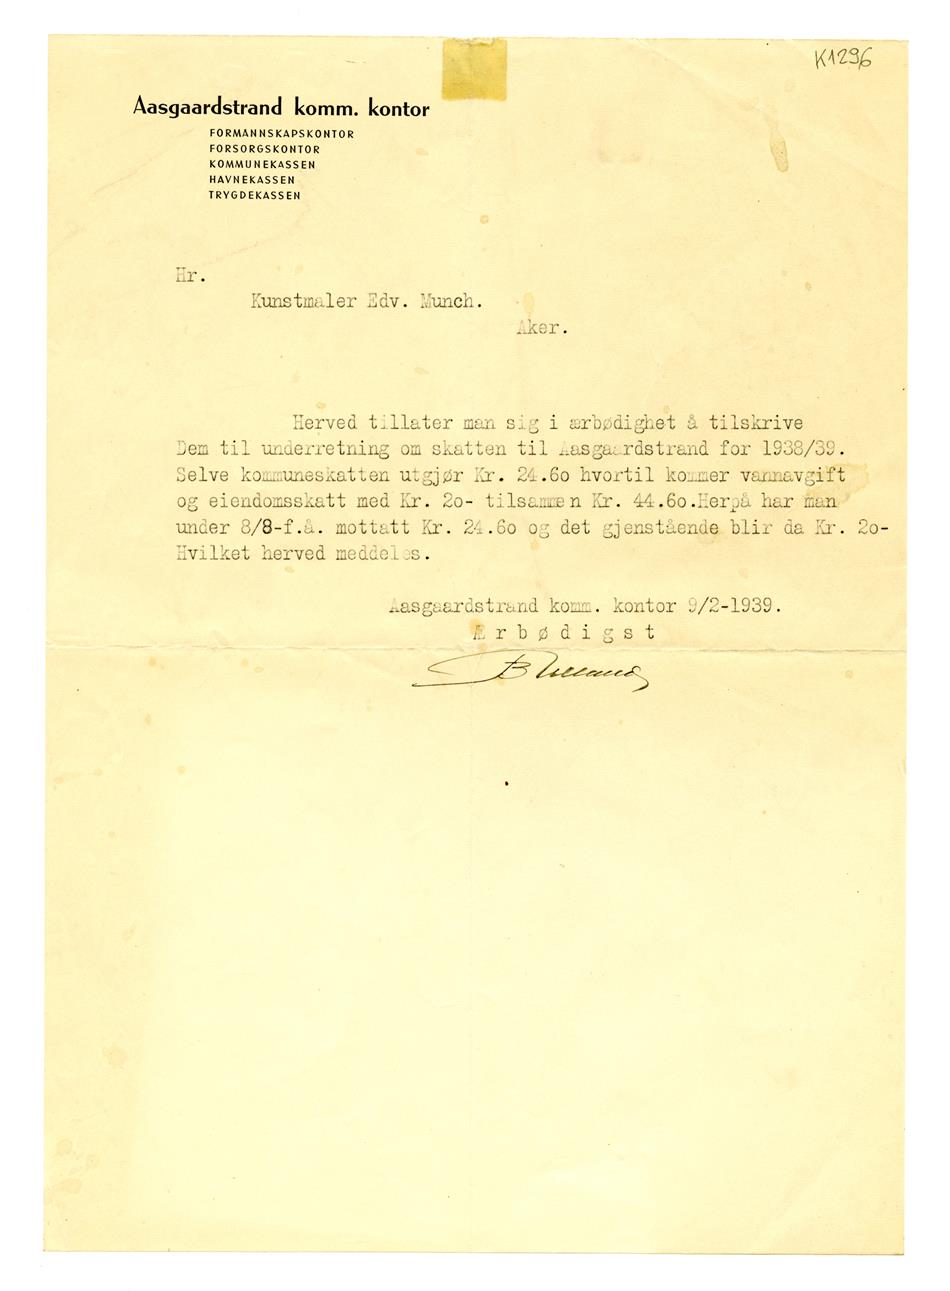 K1296
Aasgaardstrand komm. kontor
FORMANNSKAPSKONTOR
FORSORGSKONTOR
KOMMUNEKASSEN
HAVNEKASSEN
TRYGDEKASSEN
Hr.
Kunstmaler Edv. Munch.
Aker.
Herved tillater man sig i ærbødighet å tilskrive
Dem til underretning om skatten til Aasgaardstrand for 1938/39.
Selve kommuneskatten utgjør Kr. 24.6o hvortil kommer vannavgift
og eiendomsskatt med Kr. 2o- tilsammen Kr. 44.6o.Herpå har man
under 8/8-f.å. mottatt Kr. 24.6o og det gjenstående blir da Kr. 2o-
Hvilket herved meddeles.
Aasgaardstrand komm. kontor 9/2-1939.
Æ r b ø d i g s t